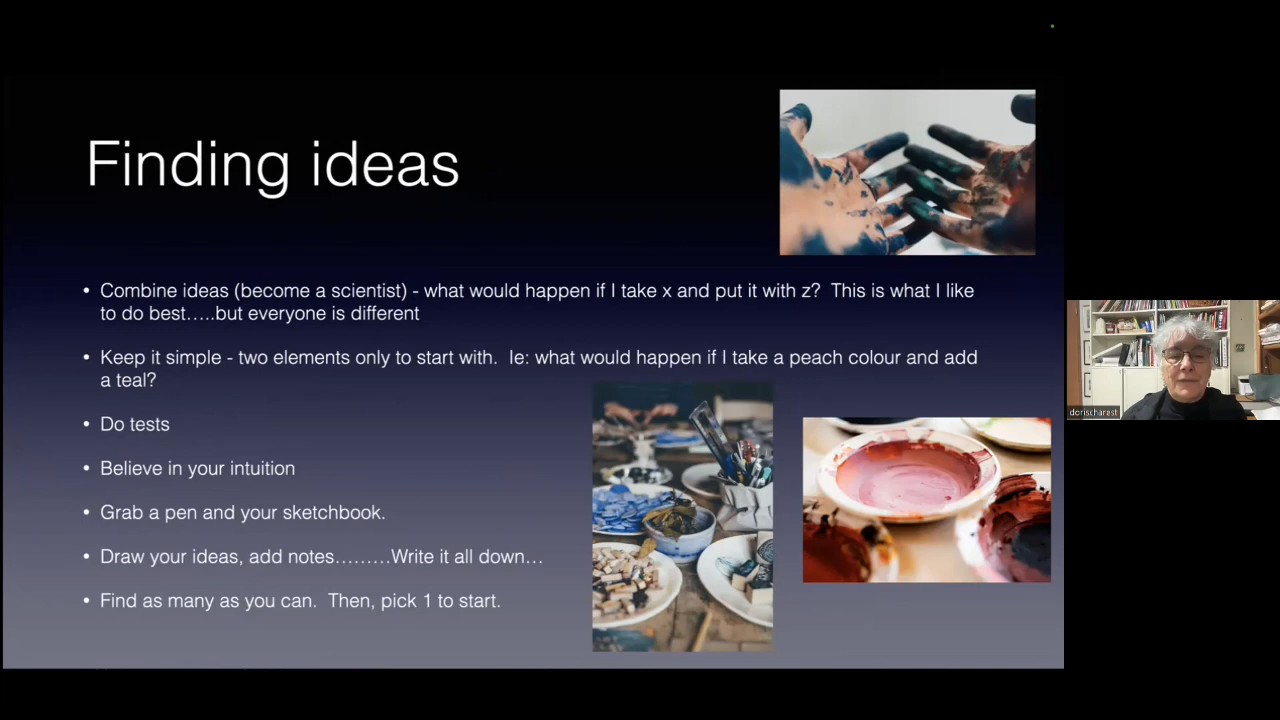 Finding ideas
• Combine ideas (become a scientist) - what would happen if I take x and put it with z?  This is what I like
to do best…..but everyone is different
• Keep it simple - two elements only to start with.  Ie: what would happen if I take a peach colour and add
a teal?
• Do tests
• Believe in your intuition
• Grab a pen and your sketchbook.
• Draw your ideas, add notes………Write it all down…
• Find as many as you can.  Then, pick 1 to start.
dorischarest